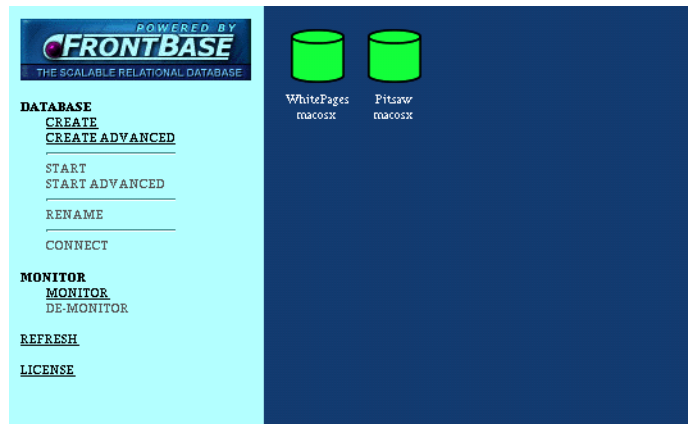 POWERED BY
FRONTBASE
THE SCALABLE RELATIONAL DATABASE
DATABASE
CREATE
CREATE ADVANCED
START
START ADVANCED
RENAME
CONNECT
MONITOR
MONITOR
DE-MONITOR
REFRESH
LICENSE
WhitePages
macosx
Pitsaw
macosx